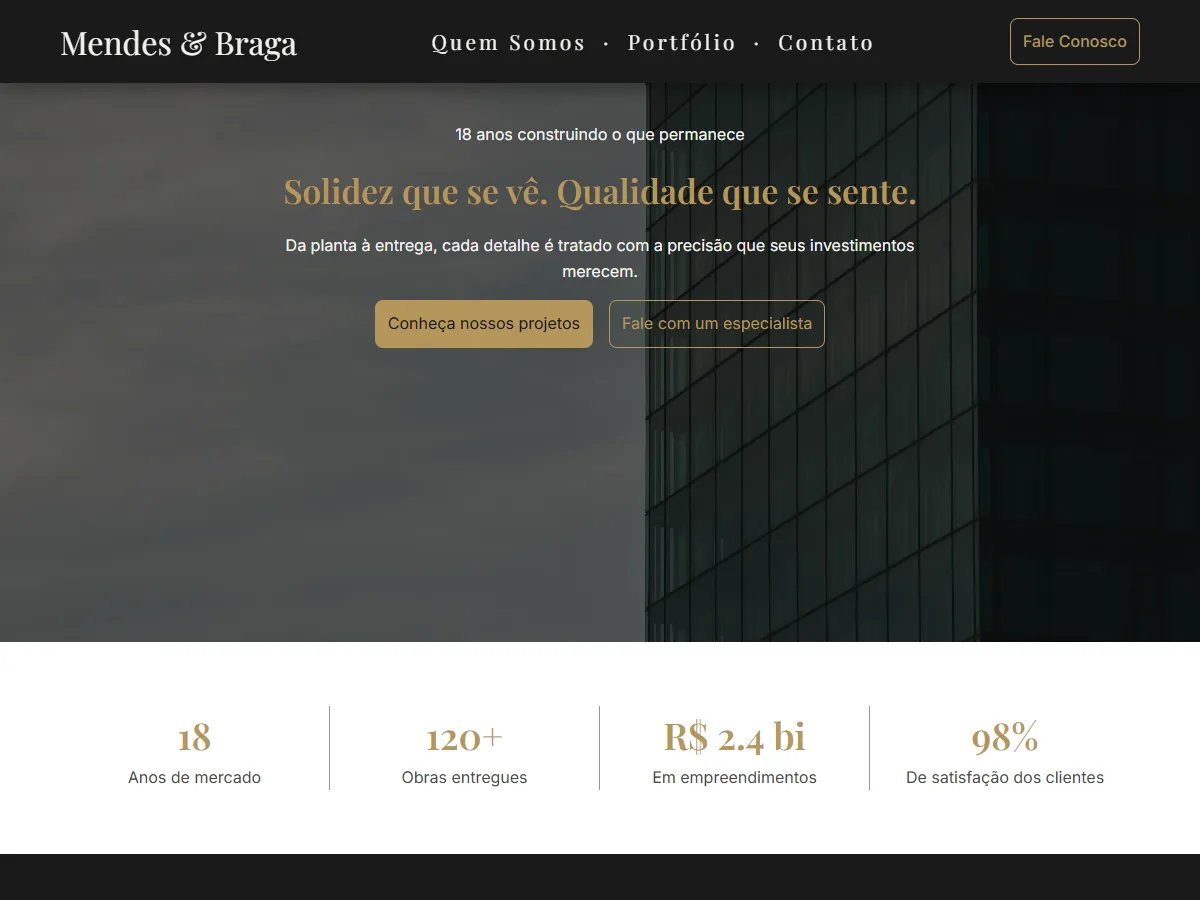 Mendes & Braga
Quem Somos · Portfólio · Contato
Fale Conosco
18 anos construindo o que permanece
Solidez que se vê. Qualidade que se sente.
Da planta à entrega, cada detalhe é tratado com a precisão que seus investimentos
merecem.
Conheça nossos projetos
Fale com um especialista
18
Anos de mercado
120+
Obras entregues
R$ 2.4 bi
Em empreendimentos
98%
De satisfação dos clientes